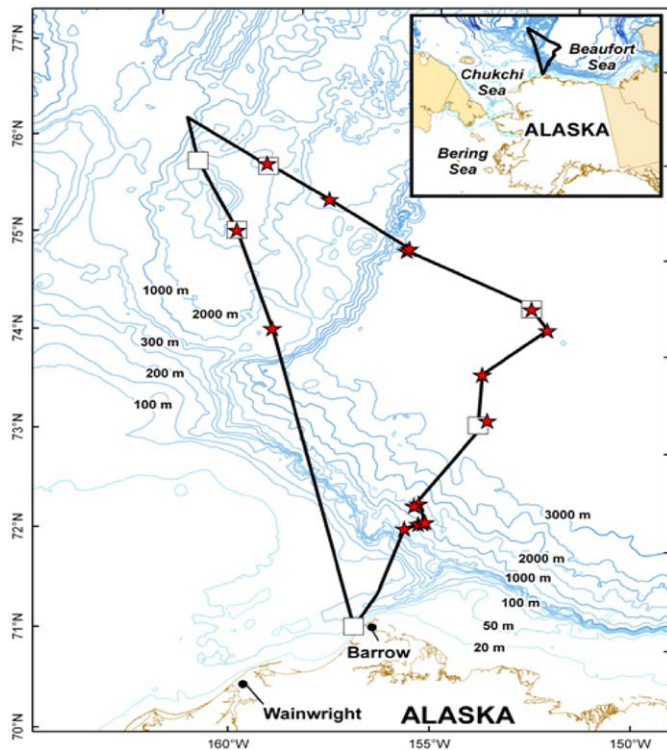 77°N
76°N
75°N
74°N
73°N
72°N
71°N
70°N
Beaufort
Sea
Chukchi
Sea
ALASKA
Bering
Sea
1000 m
2000 m
300 m
200 m
100 m
3000 m
2000 m
1000 m
100 m
50 m
20 m
Barrow
Wainwright
ALASKA
160°W
155°W
150°W